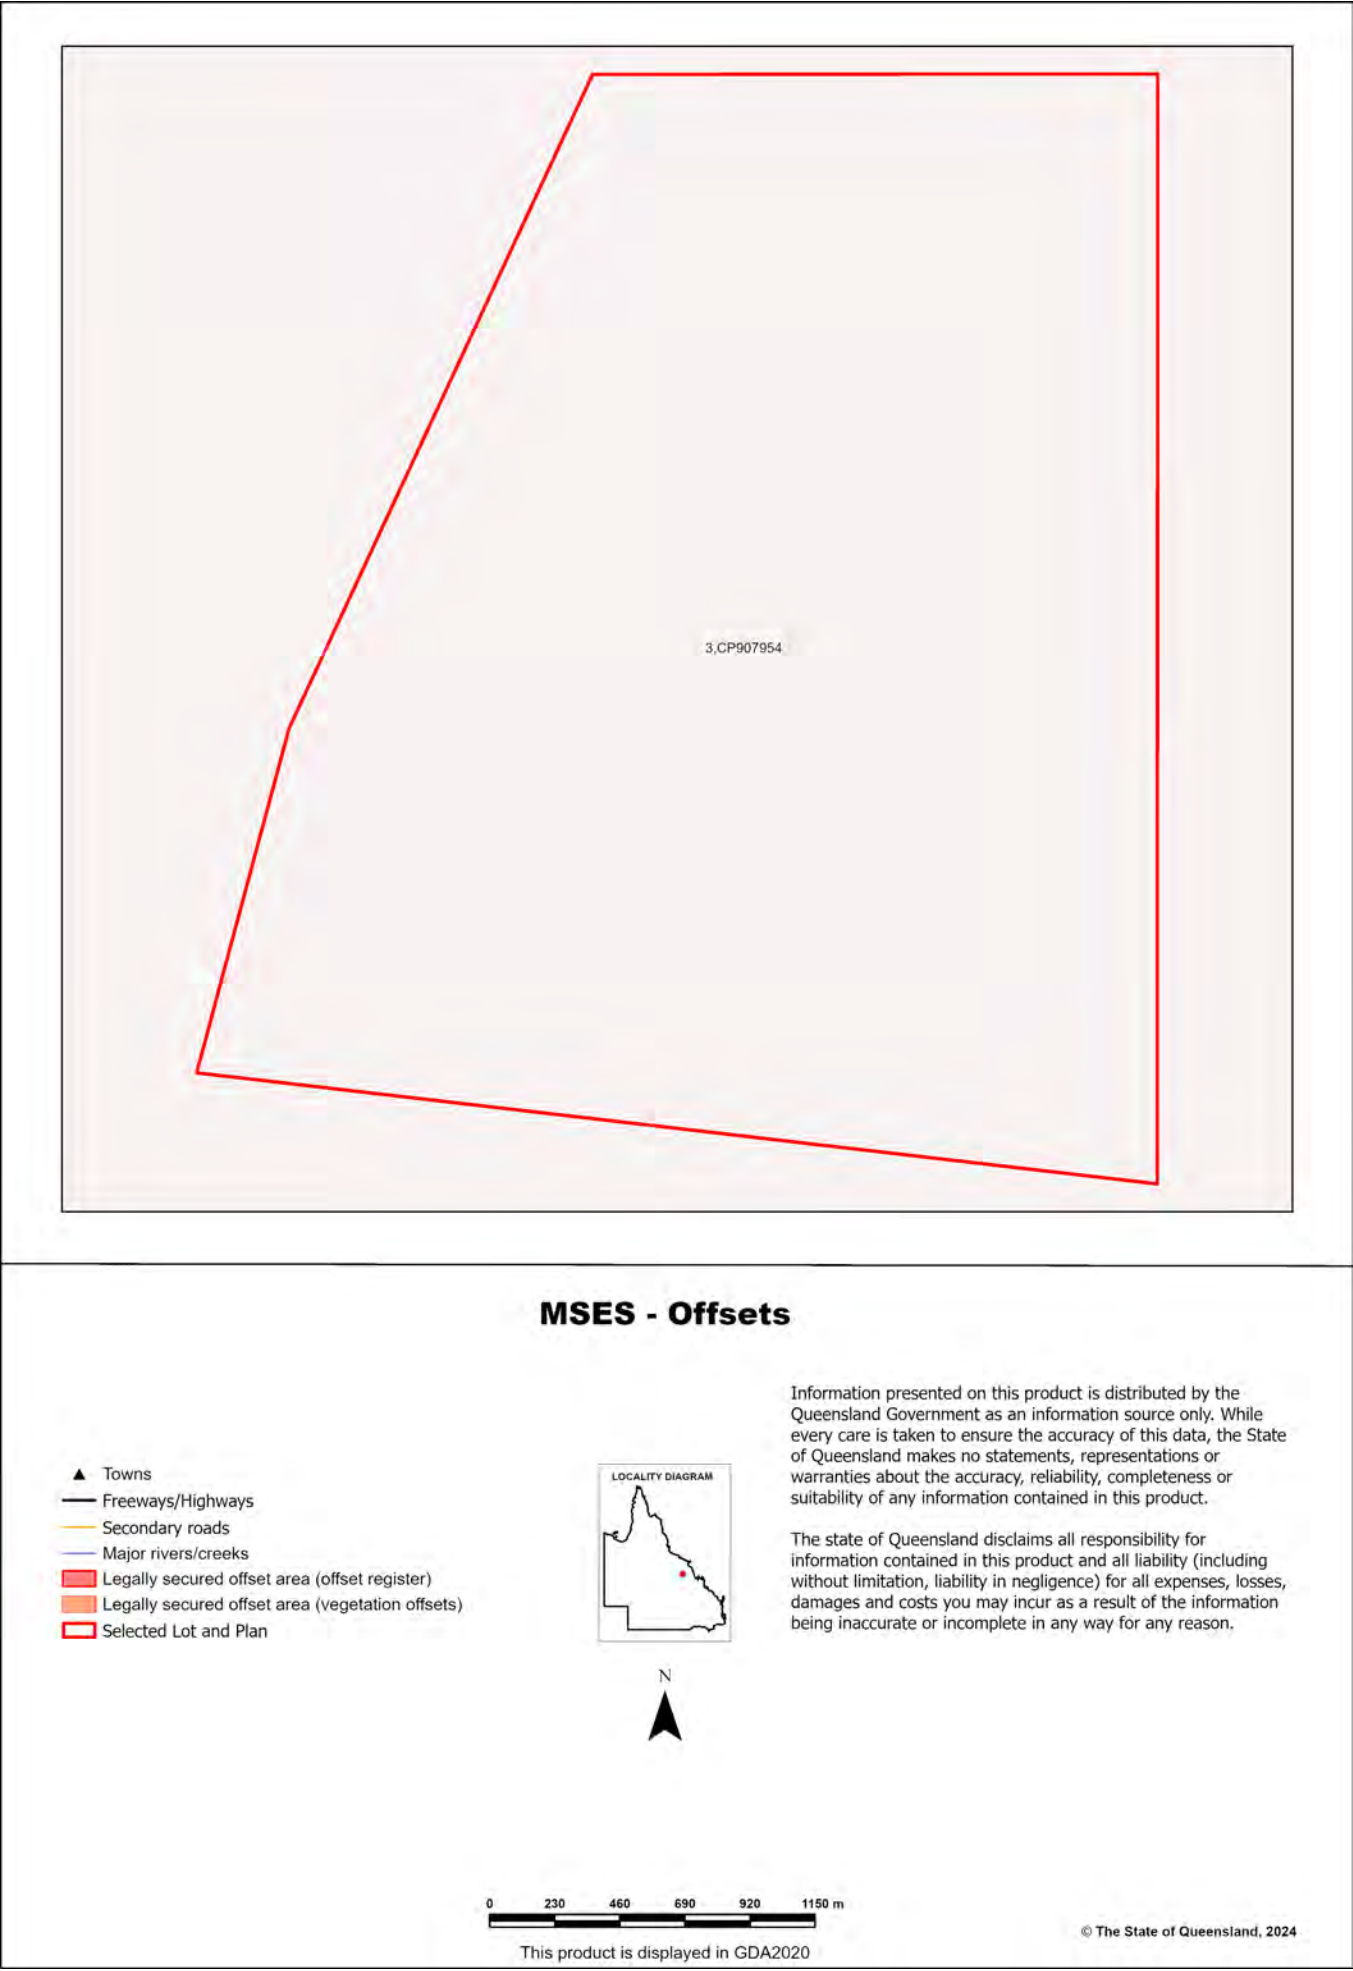 3,CP907954
MSES - Offsets
Towns
Freeways/Highways
Secondary roads
Major rivers/creeks
Legally secured offset area (offset register)
Legally secured offset area (vegetation offsets)
Selected Lot and Plan
LOCALITY DIAGRAM
N
Information presented on this product is distributed by the
Queensland Government as an information source only. While
every care is taken to ensure the accuracy of this data, the State
of Queensland makes no statements, representations or
warranties about the accuracy, reliability, completeness or
suitability of any information contained in this product.
The state of Queensland disclaims all responsibility for
information contained in this product and all liability (including
without limitation, liability in negligence) for all expenses, losses,
damages and costs you may incur as a result of the information
being inaccurate or incomplete in any way for any reason.
0 230 460 690 920 1150 m
This product is displayed in GDA2020
© The State of Queensland, 2024